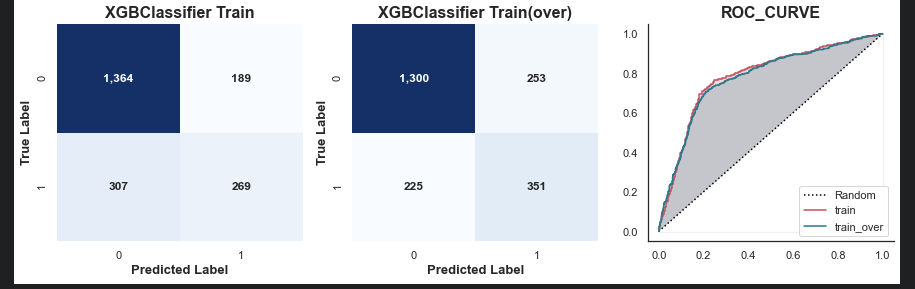 XGBClassifier Train
True Label
0
1
1,364
189
307
269
0
1
Predicted Label
XGBClassifier Train(over)
True Label
0
1
1,300
253
225
351
0
1
Predicted Label
ROC_CURVE
1.0
0.8
0.6
0.4
0.2
0.0
Random
train
train_over
0.0
0.2
0.4
0.6
0.8
1.0